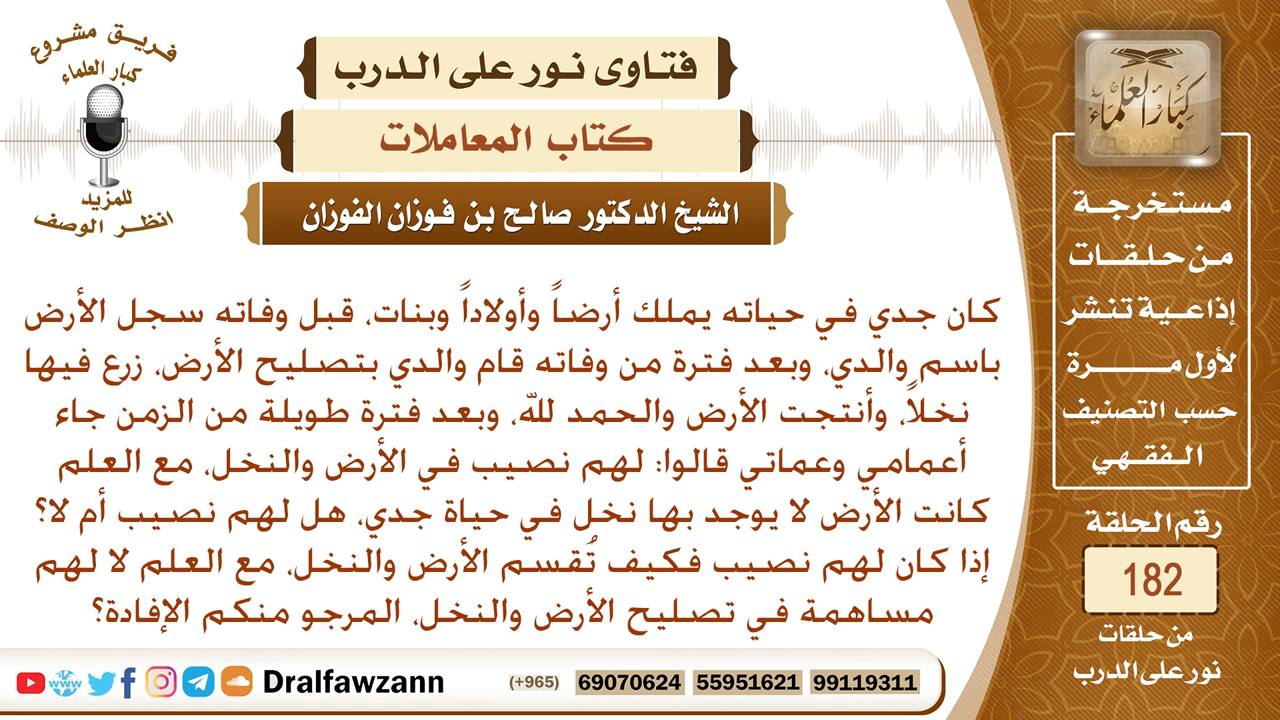 فريق مشروع
كبار العلماء
للمزيد
انظر الوصف
فتاوى نور على الدرب
كتاب المعاملات
الشيخ الدكتور صالح بن فوزان الفوزان
كان جدي في حياته يملك أرضاً وأولاداً وبنات، قبل وفاته سجل الأرض
باسم والدي، وبعد فترة من وفاته قام والدي بتصليح الأرض، زرع فيها
نخلاً، وأنتجت الأرض والحمد لله، وبعد فترة طويلة من الزمن جاء
أعمامي وعماتي قالوا: لهم نصيب في الأرض والنخل، مع العلم
كانت الأرض لا يوجد بها نخل في حياة جدي، هل لهم نصيب أم لا؟
إذا كان لهم نصيب فكيف تُقسم الأرض والنخل، مع العلم لا لهم
مساهمة في تصليح الأرض والنخل، المرجو منكم الإفادة؟
كبار العلماء
مستخرجة
من حلقات
إذاعية تنشر
لأول مرة
حسب التصنيف
الفقهي
رقم الحلقة
182
من حلقات
نور على الدرب
www
Dralfawzann
(+965) 69070624 55951621 99119311